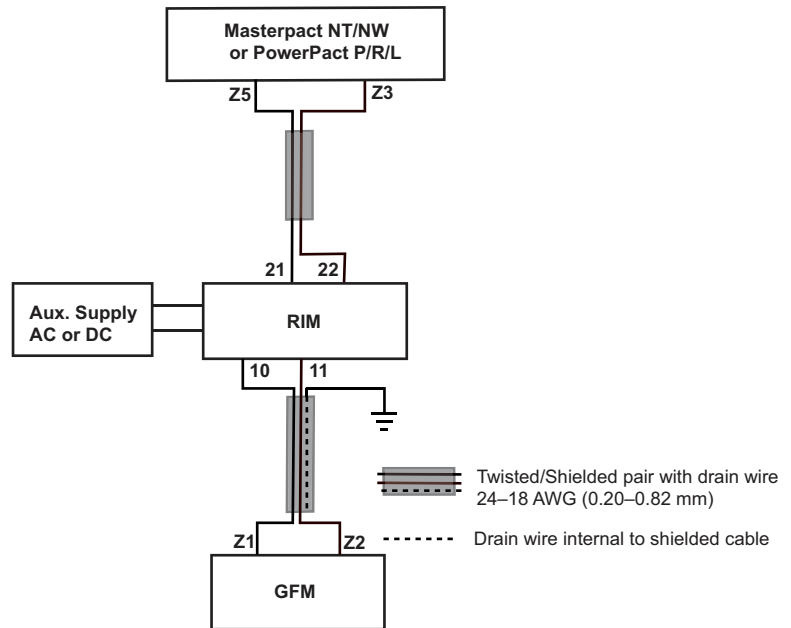 Masterpact NT/NW
or PowerPact P/R/L
Z5
Z3
21
22
Aux. Supply
AC or DC
RIM
10
11
Twisted/Shielded pair with drain wire
24–18 AWG (0.20–0.82 mm)
Z1
Z2
Drain wire internal to shielded cable
GFM